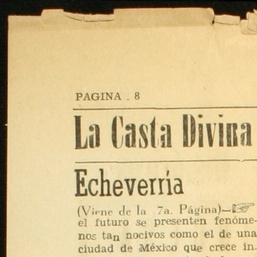 PAGINA . 8
La Casta Divina
Echeverría
(Viene de la 7a. Página)—☞
el futuro se presenten fenóme-
nos tan nocivos como el de una
ciudad de México que crece in-